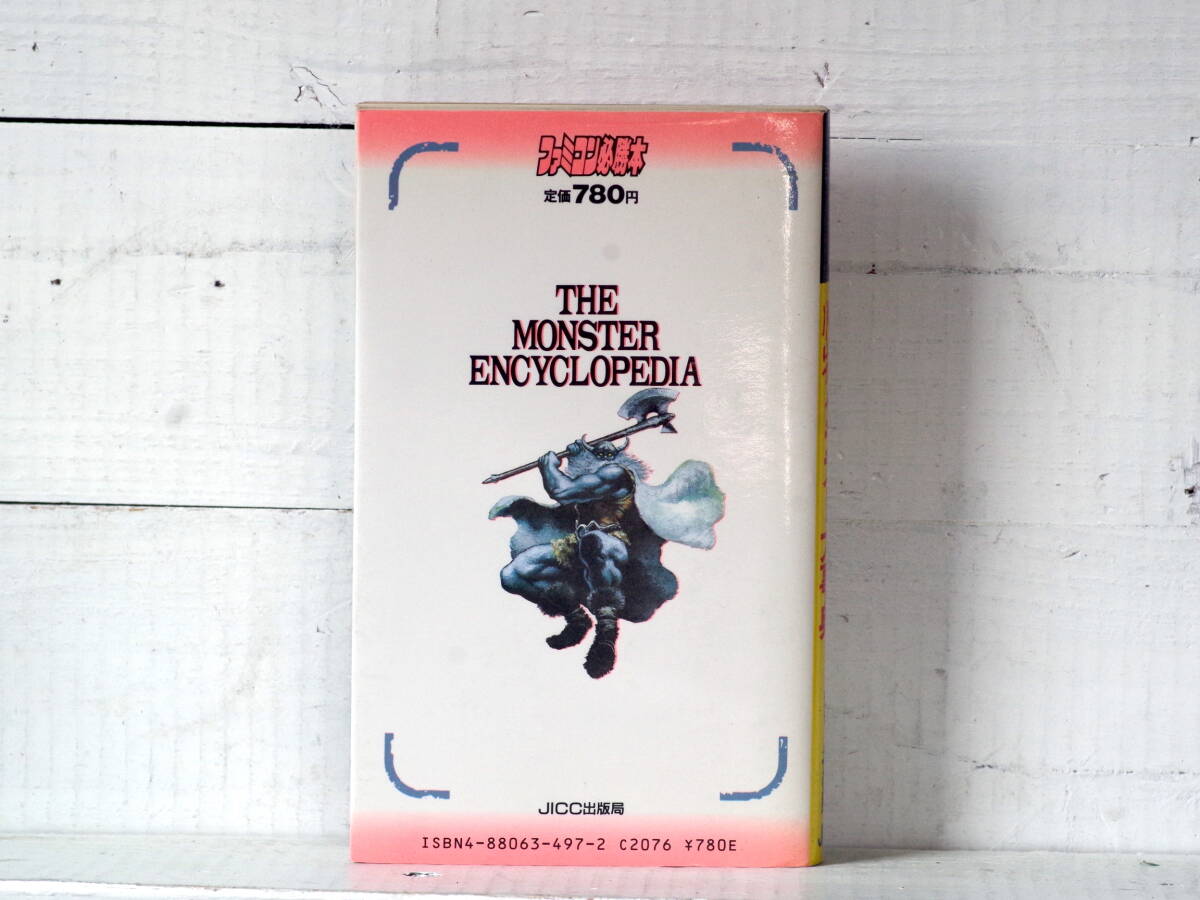 ファミコン必勝本
定価780円
THE
MONSTER
ENCYCLOPEDIA
JICC出版局
ISBN4-88063-497-2 C2076 ¥780E